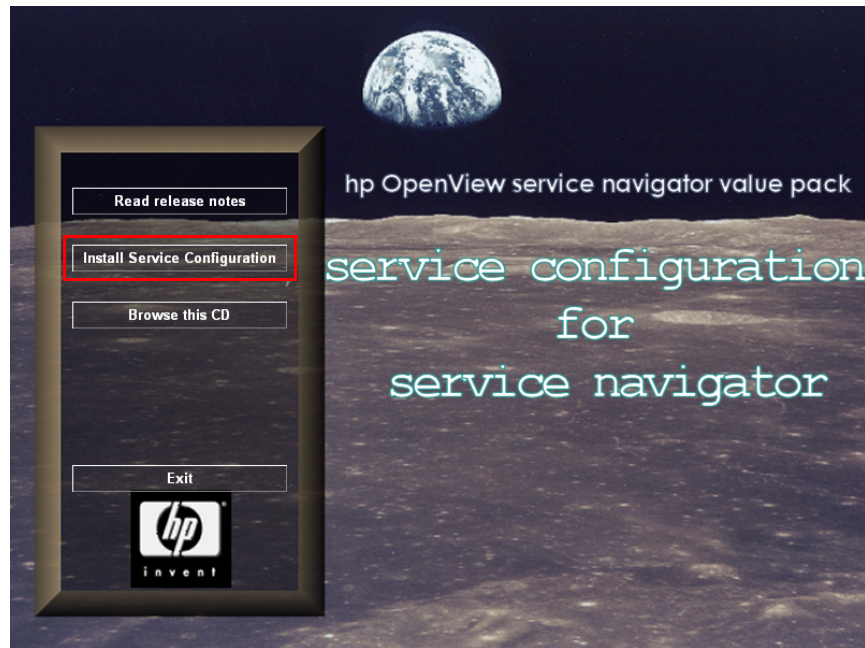 hp OpenView service navigator value pack
service configuration
for
service navigator
Read release notes
Install Service Configuration
Browse this CD
Exit
hp
invent